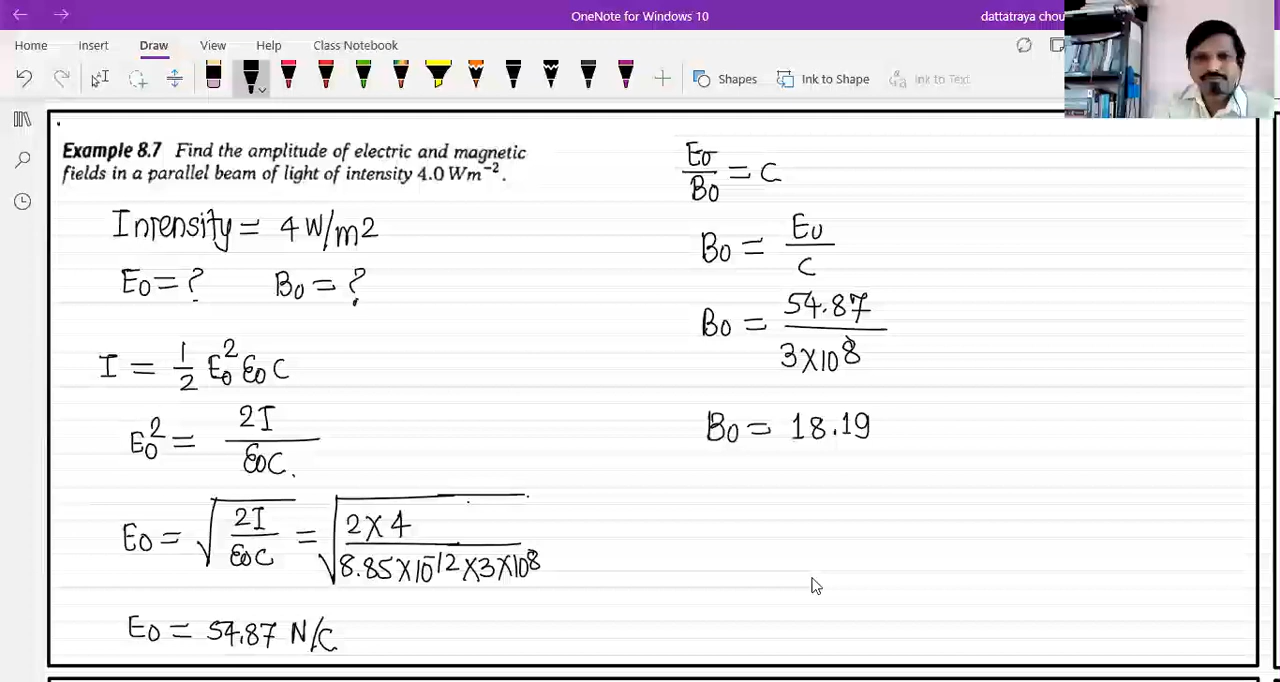 OneNote for Windows 10
dattatraya chou
Home Insert Draw View Help Class Notebook
Shapes Ink to Shape Ink to Text
Example 8.7 Find the amplitude of electric and magnetic
fields in a parallel beam of light of intensity 4.0 Wm⁻².
Intensity = 4 W/m2
E0 = ? B0 = ?
I = 1/2 E0² ε0 C
E0² = 2I / ε0C.
E0 = √(2I / ε0C) = √(2×4 / 8.85×10⁻¹²×3×10⁸)
E0 = 54.87 N/C
E0 / B0 = C
B0 = E0 / C
B0 = 54.87 / 3×10⁸
B0 = 18.19